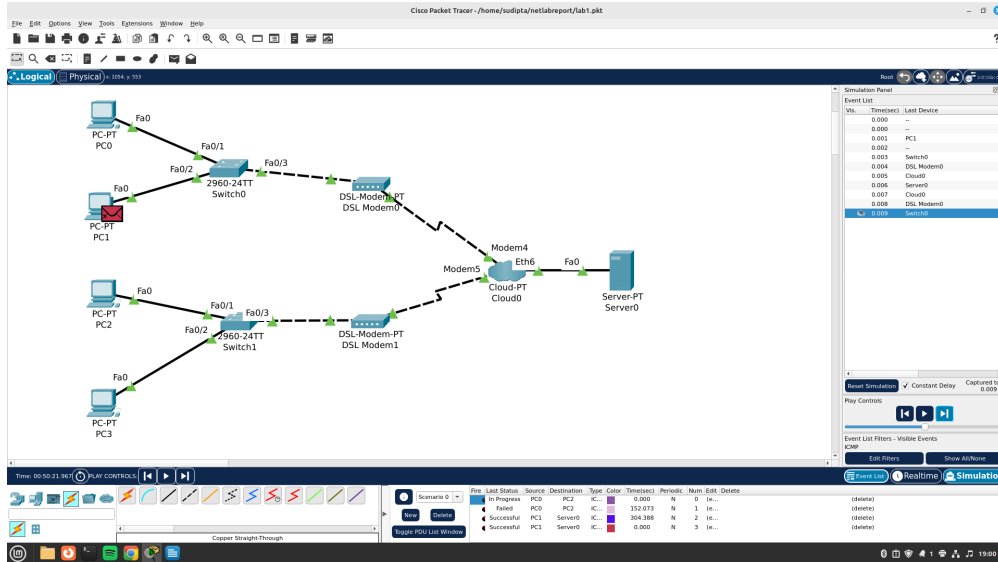 Cisco Packet Tracer - /home/sudipta/netlabreport/lab1.pkt
File Edit Options View Tools Extensions Window Help
Logical Physical x: 1054, y: 553
Root
Fa0
PC-PT
PC0
Fa0/1
Fa0/2
Fa0/3
2960-24TT
Switch0
Fa0
PC-PT
PC1
DSL-Modem-PT
DSL Modem0
Modem4
Modem5
Eth6
Fa0
Cloud-PT
Cloud0
Server-PT
Server0
Fa0
PC-PT
PC2
Fa0/1
Fa0/3
Fa0/2
2960-24TT
Switch1
DSL-Modem-PT
DSL Modem1
Fa0
PC-PT
PC3
Simulation Panel
Event List
Vis. Time(sec) Last Device
0.000 --
0.000 --
0.001 PC1
0.002 --
0.003 Switch0
0.004 DSL Modem0
0.005 Cloud0
0.006 Server0
0.007 Cloud0
0.008 DSL Modem0
0.009 Switch0
Reset Simulation Constant Delay Captured to
0.009
Play Controls
Event List Filters - Visible Events
ICMP
Edit Filters Show All/None
Time: 00:50:21.967 PLAY CONTROLS:
Event List Realtime Simulatio
Copper Straight-Through
Scenario 0
New Delete
Toggle PDU List Window
Fire Last Status Source Destination Type Color Time(sec) Periodic Num Edit Delete
In Progress PC0 PC2 IC... 0.000 N 0 (e... (delete)
Failed PC0 PC2 IC... 152.073 N 1 (e... (delete)
Successful PC1 Server0 IC... 304.388 N 2 (e... (delete)
Successful PC1 Server0 IC... 0.000 N 3 (e... (delete)
1 19:00